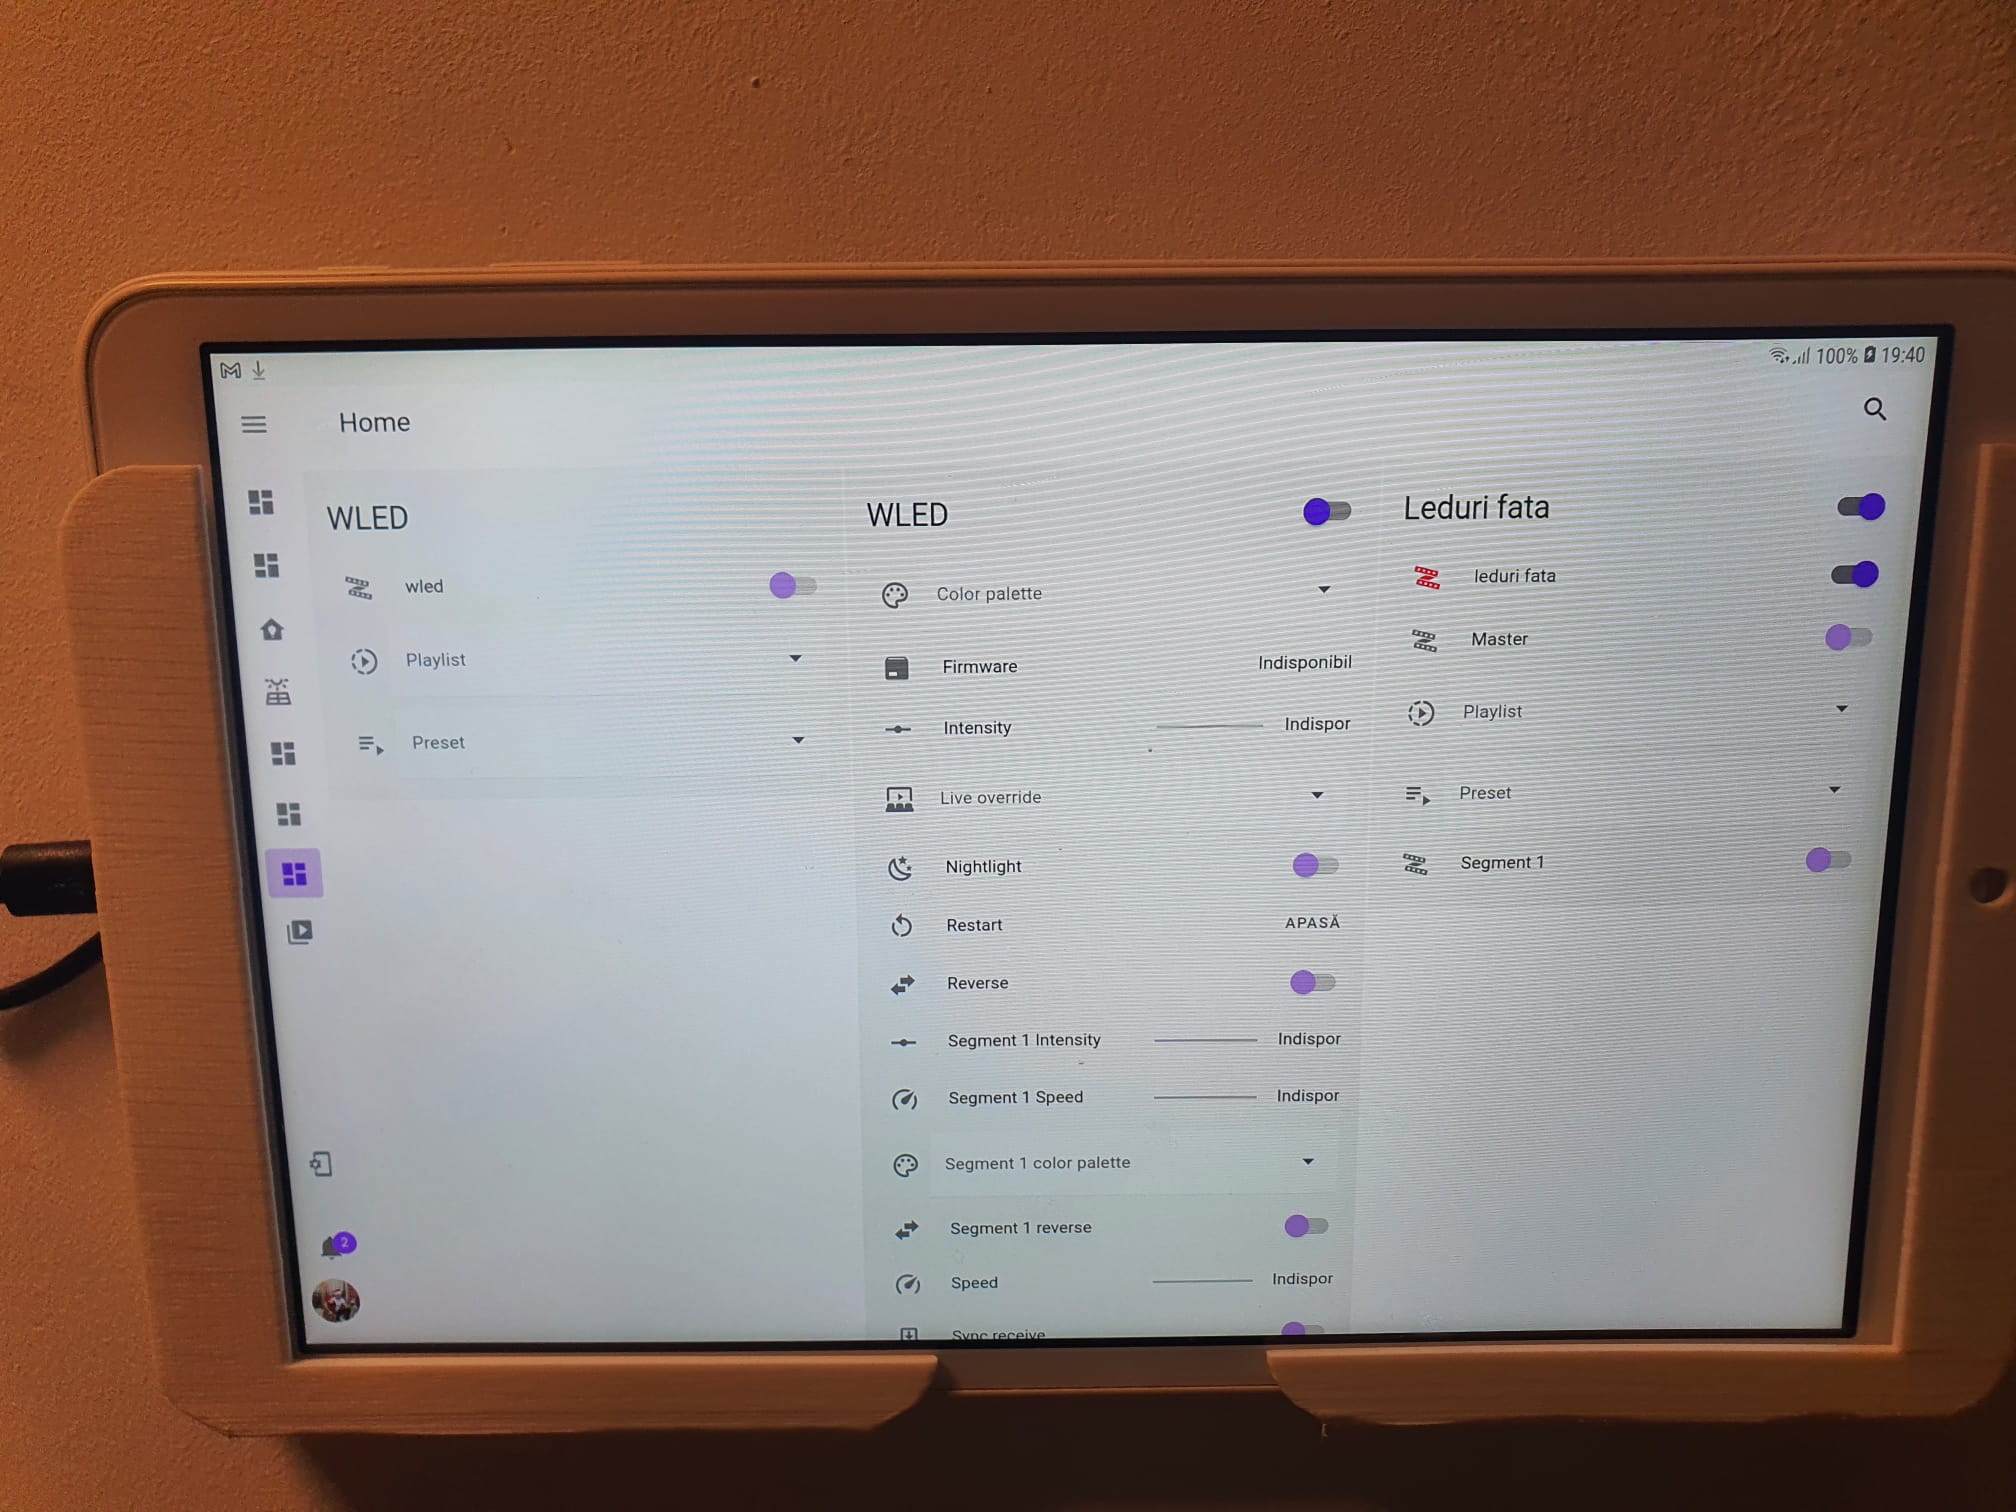 100% 19:40
Home
WLED
wled
Playlist
Preset
WLED
Color palette
Firmware Indisponibil
Intensity Indispor
Live override
Nightlight
Restart APASĂ
Reverse
Segment 1 Intensity Indispor
Segment 1 Speed Indispor
Segment 1 color palette
Segment 1 reverse
Speed Indispor
Sync receive
Leduri fata
leduri fata
Master
Playlist
Preset
Segment 1
2